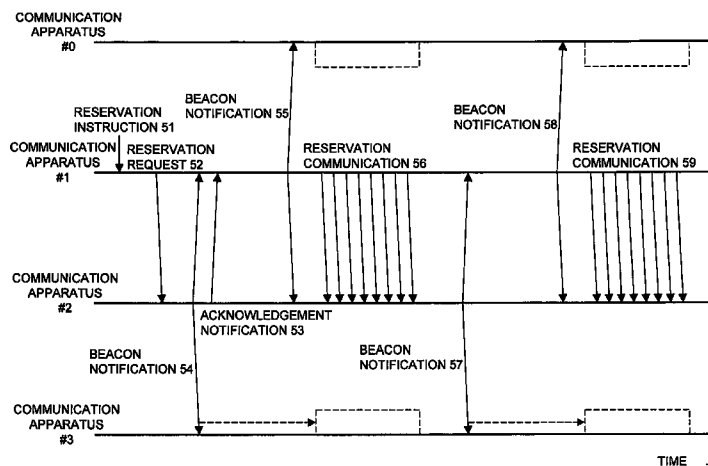 COMMUNICATION
APPARATUS
#0
BEACON
NOTIFICATION 55
BEACON
NOTIFICATION 58
RESERVATION
INSTRUCTION 51
COMMUNICATION
APPARATUS
#1
RESERVATION
REQUEST 52
RESERVATION
COMMUNICATION 56
RESERVATION
COMMUNICATION 59
COMMUNICATION
APPARATUS
#2
ACKNOWLEDGEMENT
NOTIFICATION 53
BEACON
NOTIFICATION 54
BEACON
NOTIFICATION 57
COMMUNICATION
APPARATUS
#3
TIME